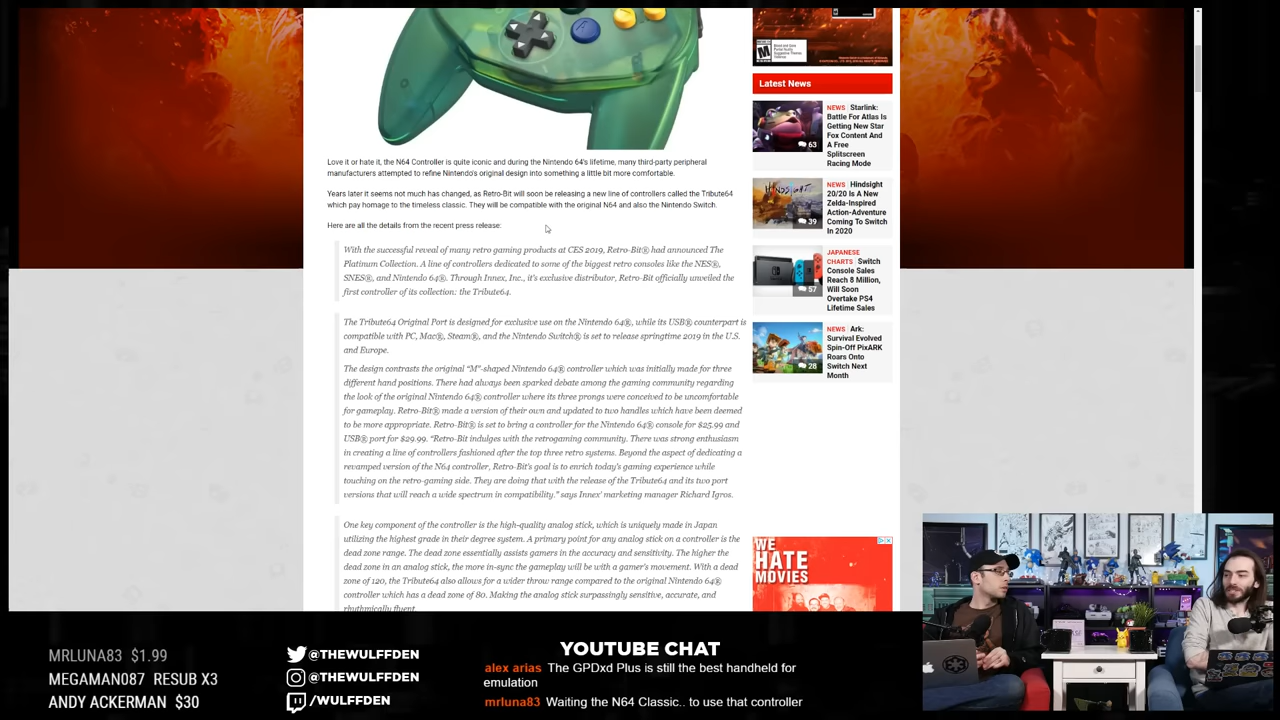 Love it or hate it, the N64 Controller is quite iconic and during the Nintendo 64's lifetime, many third-party peripheral
manufacturers attempted to refine Nintendo's original design into something a little bit more comfortable.
Years later it seems not much has changed, as Retro-Bit will soon be releasing a new line of controllers called the Tribute64
which pay homage to the timeless classic. They will be compatible with the original N64 and also the Nintendo Switch.
Here are all the details from the recent press release:
With the successful reveal of many retro gaming products at CES 2019, Retro-Bit® had announced The
Platinum Collection. A line of controllers dedicated to some of the biggest retro consoles like the NES®,
SNES®, and Nintendo 64®. Through Innex, Inc., it's exclusive distributor, Retro-Bit officially unveiled the
first controller of its collection: the Tribute64.
The Tribute64 Original Port is designed for exclusive use on the Nintendo 64®, while its USB® counterpart is
compatible with PC, Mac®, Steam®, and the Nintendo Switch® is set to release springtime 2019 in the U.S.
and Europe.
The design contrasts the original "M"-shaped Nintendo 64® controller which was initially made for three
different hand positions. There had always been sparked debate among the gaming community regarding
the look of the original Nintendo 64® controller where its three prongs were conceived to be uncomfortable
for gameplay. Retro-Bit® made a version of their own and updated to two handles which have been deemed
to be more appropriate. Retro-Bit® is set to bring a controller for the Nintendo 64® console for $25.99 and
USB® port for $29.99. "Retro-Bit indulges with the retrogaming community. There was strong enthusiasm
in creating a line of controllers fashioned after the top three retro systems. Beyond the aspect of dedicating a
revamped version of the N64 controller, Retro-Bit's goal is to enrich today's gaming experience while
touching on the retro-gaming side. They are doing that with the release of the Tribute64 and its two port
versions that will reach a wide spectrum in compatibility." says Innex' marketing manager Richard Igros.
One key component of the controller is the high-quality analog stick, which is uniquely made in Japan
utilizing the highest grade in their degree system. A primary point for any analog stick on a controller is the
dead zone range. The dead zone essentially assists gamers in the accuracy and sensitivity. The higher the
dead zone in an analog stick, the more in-sync the gameplay will be with a gamer's movement. With a dead
zone of 120, the Tribute64 also allows for a wider throw range compared to the original Nintendo 64®
controller which has a dead zone of 80. Making the analog stick surpassingly sensitive, accurate, and
rhythmically fluent.
M
Latest News
NEWS Starlink:
Battle For Atlas Is
Getting New Star
Fox Content And
A Free
Splitscreen
Racing Mode
63
NEWS Hindsight
20/20 Is A New
Zelda-Inspired
Action-Adventure
Coming To Switch
In 2020
39
JAPANESE
CHARTS Switch
Console Sales
Reach 8 Million,
Will Soon
Overtake PS4
Lifetime Sales
57
NEWS Ark:
Survival Evolved
Spin-Off PixARK
Roars Onto
Switch Next
Month
28
WE
HATE
MOVIES
MRLUNA83 $1.99
MEGAMAN087 RESUB X3
ANDY ACKERMAN $30
@THEWULFFDEN
@THEWULFFDEN
/WULFFDEN
YOUTUBE CHAT
alex arias The GPDxd Plus is still the best handheld for
emulation
mrluna83 Waiting the N64 Classic.. to use that controller